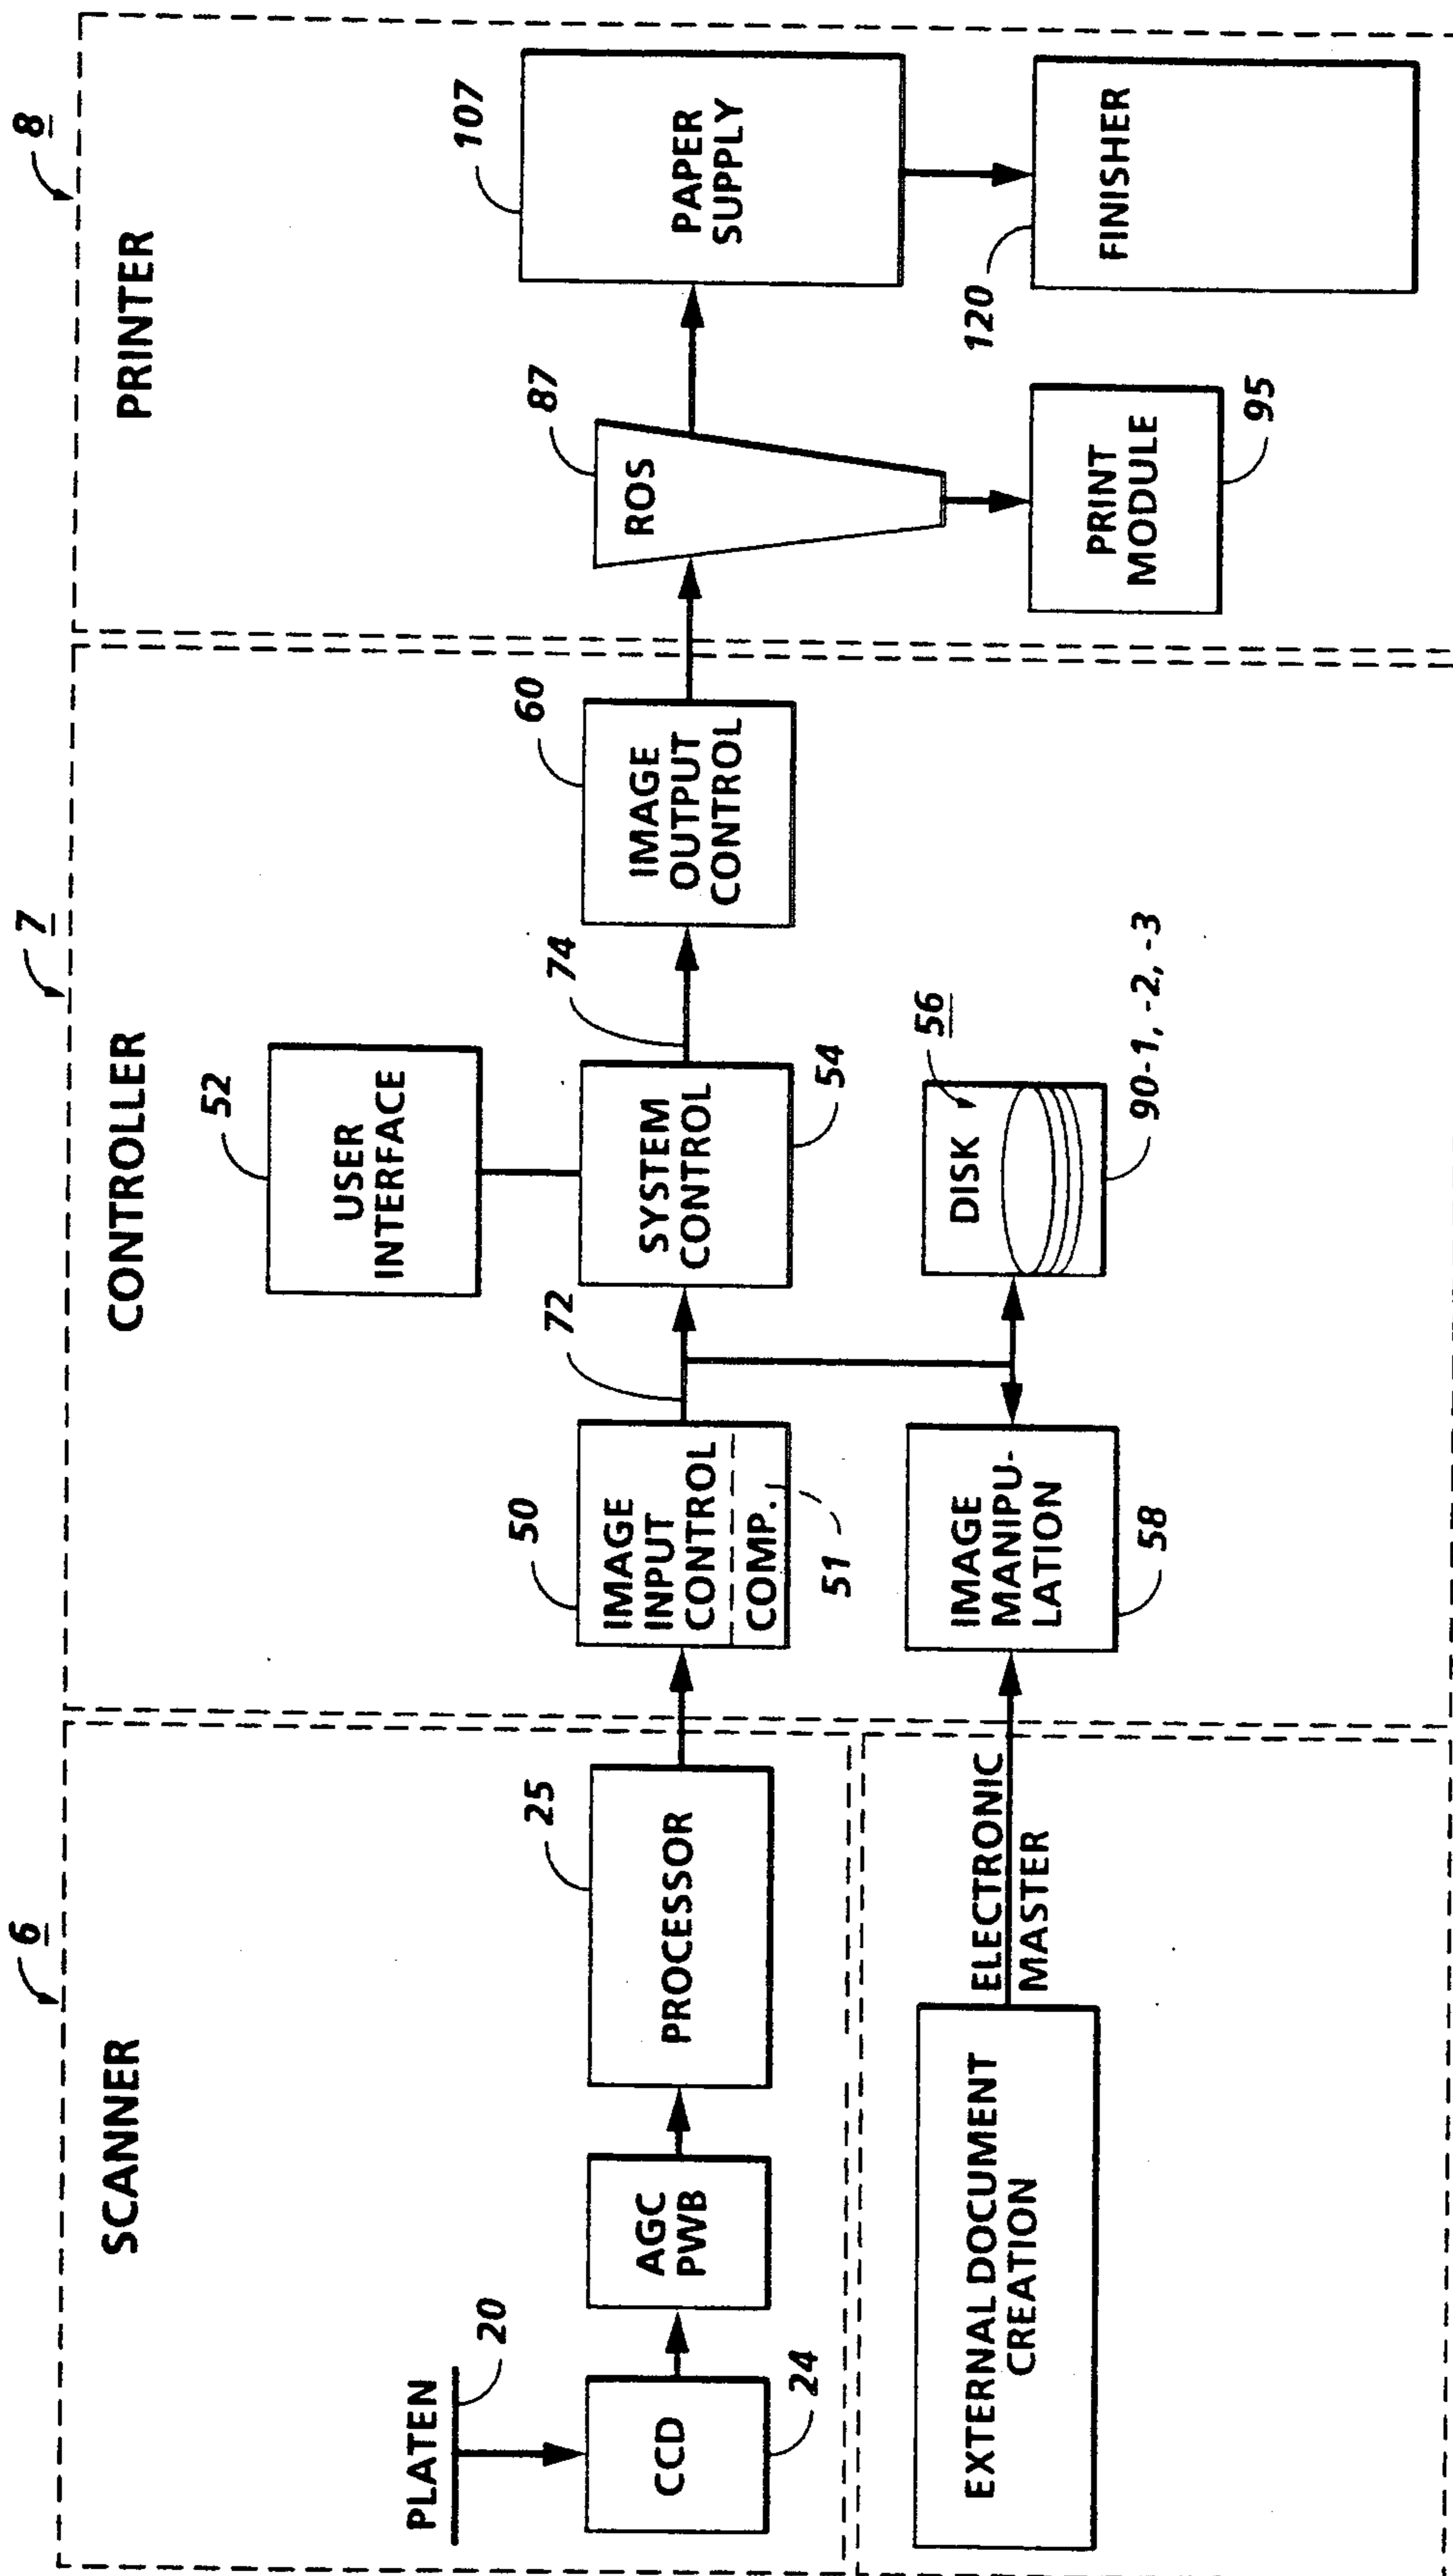 6
SCANNER
PLATEN
20
CCD
24
AGC
PWB
PROCESSOR
25
EXTERNAL DOCUMENT
CREATION
ELECTRONIC
MASTER
7
CONTROLLER
52
USER
INTERFACE
50
IMAGE
INPUT
CONTROL
COMP.
51
72
SYSTEM
CONTROL
54
74
60
IMAGE
OUTPUT
CONTROL
IMAGE
MANIPU-
LATION
58
DISK
56
90-1, -2, -3
8
PRINTER
87
ROS
PRINT
MODULE
95
107
PAPER
SUPPLY
120
FINISHER